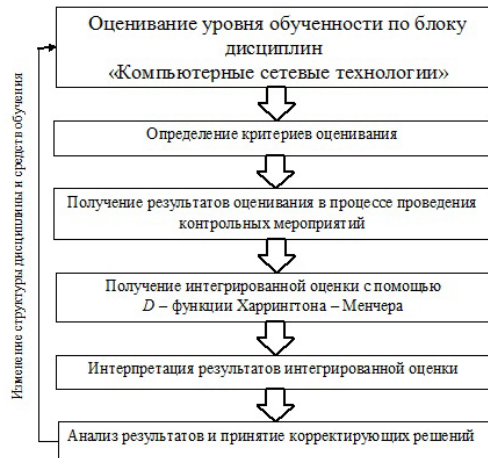 Оценивание уровня обученности по блоку
дисциплин
«Компьютерные сетевые технологии»
Определение критериев оценивания
Получение результатов оценивания в процессе проведения
контрольных мероприятий
Получение интегрированной оценки с помощью
D – функции Харрингтона – Менчера
Интерпретация результатов интегрированной оценки
Анализ результатов и принятие корректирующих решений
Изменение структуры дисциплины и средств обучения